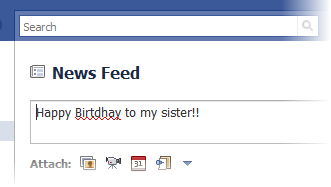 Search
News Feed
Happy Birtdhay to my sister!!
Attach:
31